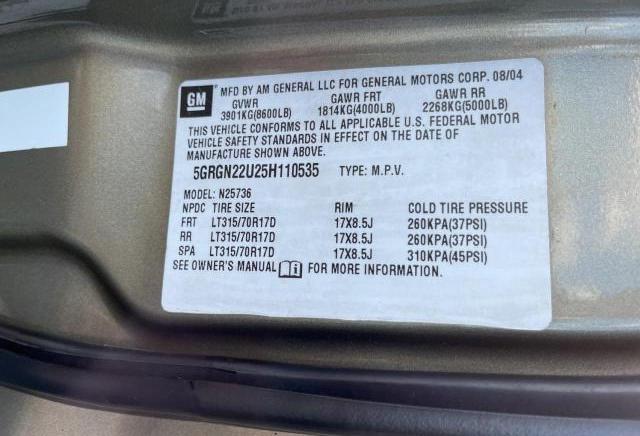 GM
MFD BY AM GENERAL LLC FOR GENERAL MOTORS CORP. 08/04
GVWR GAWR FRT GAWR RR
3901KG(8600LB) 1814KG(4000LB) 2268KG(5000LB)
THIS VEHICLE CONFORMS TO ALL APPLICABLE U.S. FEDERAL MOTOR
VEHICLE SAFETY STANDARDS IN EFFECT ON THE DATE OF
MANUFACTURE SHOWN ABOVE.
5GRGN22U25H110535 TYPE: M.P.V.
MODEL: N25736
NPDC TIRE SIZE RIM COLD TIRE PRESSURE
FRT LT315/70R17D 17X8.5J 260KPA(37PSI)
RR LT315/70R17D 17X8.5J 260KPA(37PSI)
SPA LT315/70R17D 17X8.5J 310KPA(45PSI)
SEE OWNER'S MANUAL FOR MORE INFORMATION.